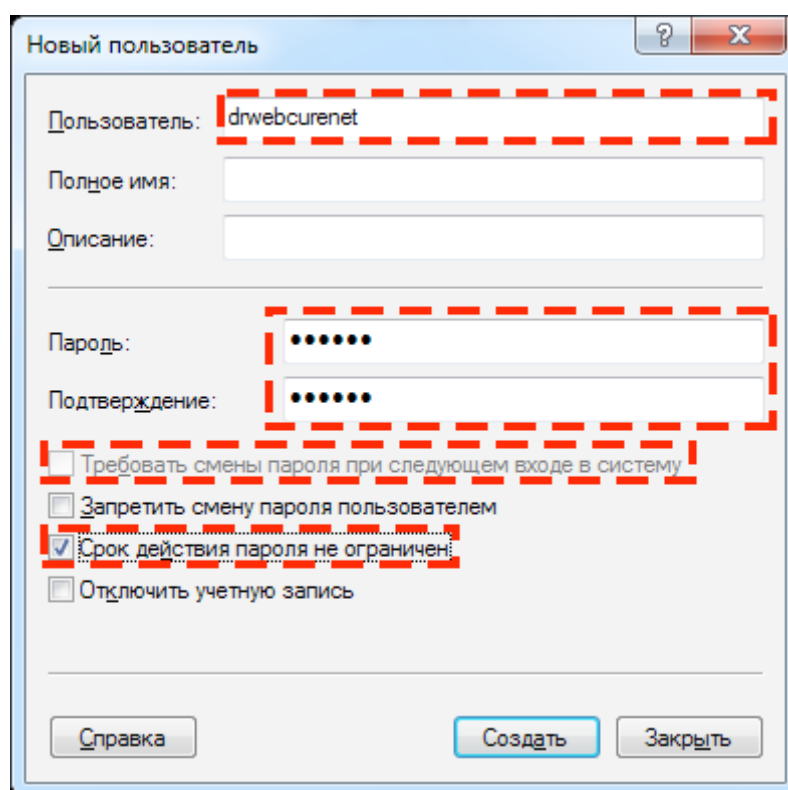 Новый пользователь
Пользователь: drwebcurenet
Полное имя:
Описание:
Пароль: ••••••
Подтверждение: ••••••
Требовать смены пароля при следующем входе в систему
Запретить смену пароля пользователем
Срок действия пароля не ограничен
Отключить учетную запись
Справка Создать Закрыть